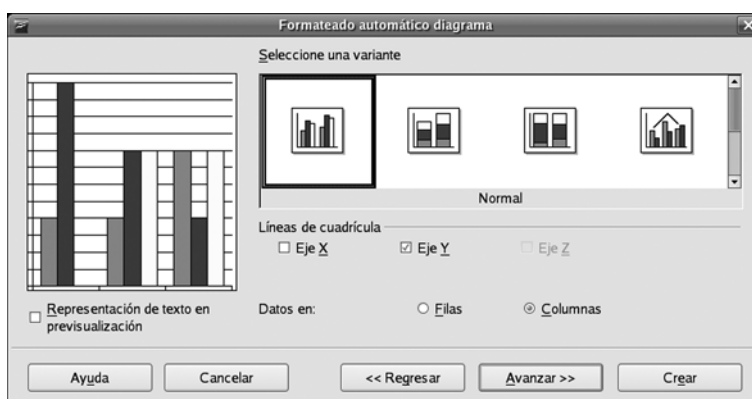 Formateado automático diagrama
Seleccione una variante
Normal
Líneas de cuadrícula
Eje X
Eje Y
Eje Z
Representación de texto en
previsualización
Datos en:
Filas
Columnas
Ayuda
Cancelar
<< Regresar
Avanzar >>
Crear